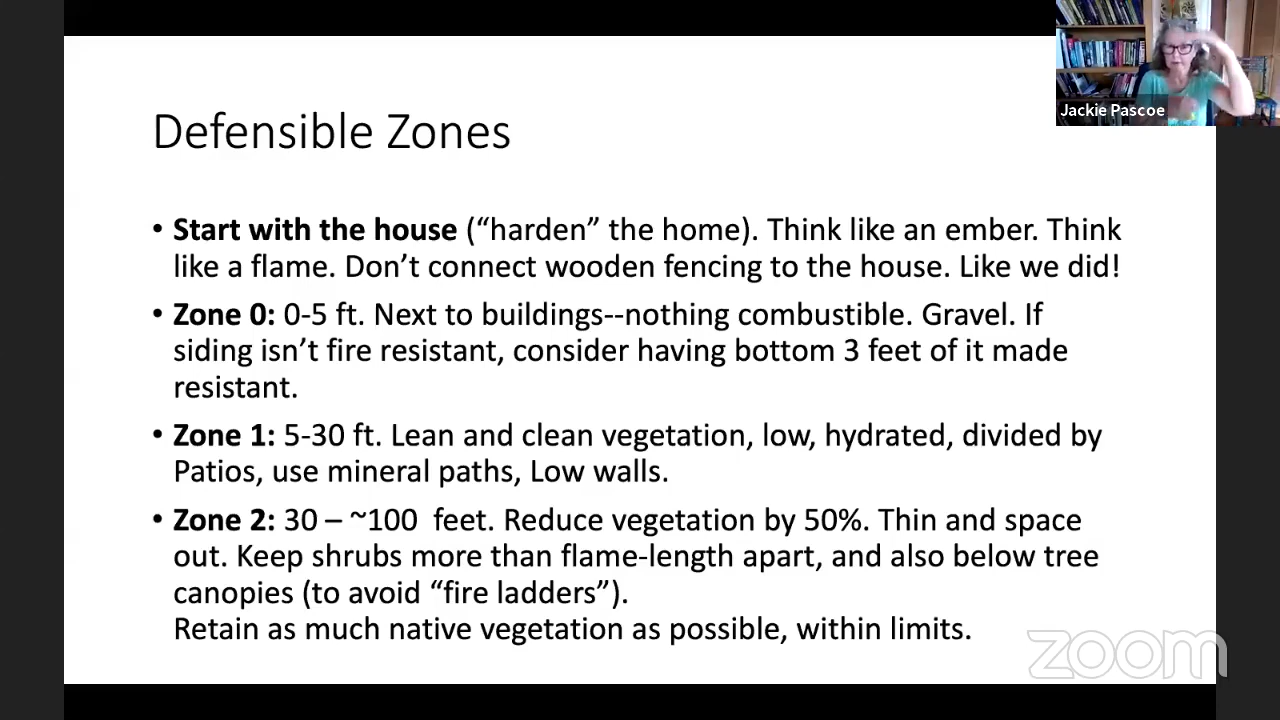 Jackie Pascoe
Defensible Zones
• Start with the house (“harden” the home). Think like an ember. Think
like a flame. Don’t connect wooden fencing to the house. Like we did!
• Zone 0: 0-5 ft. Next to buildings--nothing combustible. Gravel. If
siding isn’t fire resistant, consider having bottom 3 feet of it made
resistant.
• Zone 1: 5-30 ft. Lean and clean vegetation, low, hydrated, divided by
Patios, use mineral paths, Low walls.
• Zone 2: 30 – ~100 feet. Reduce vegetation by 50%. Thin and space
out. Keep shrubs more than flame-length apart, and also below tree
canopies (to avoid “fire ladders”).
Retain as much native vegetation as possible, within limits.
zoom